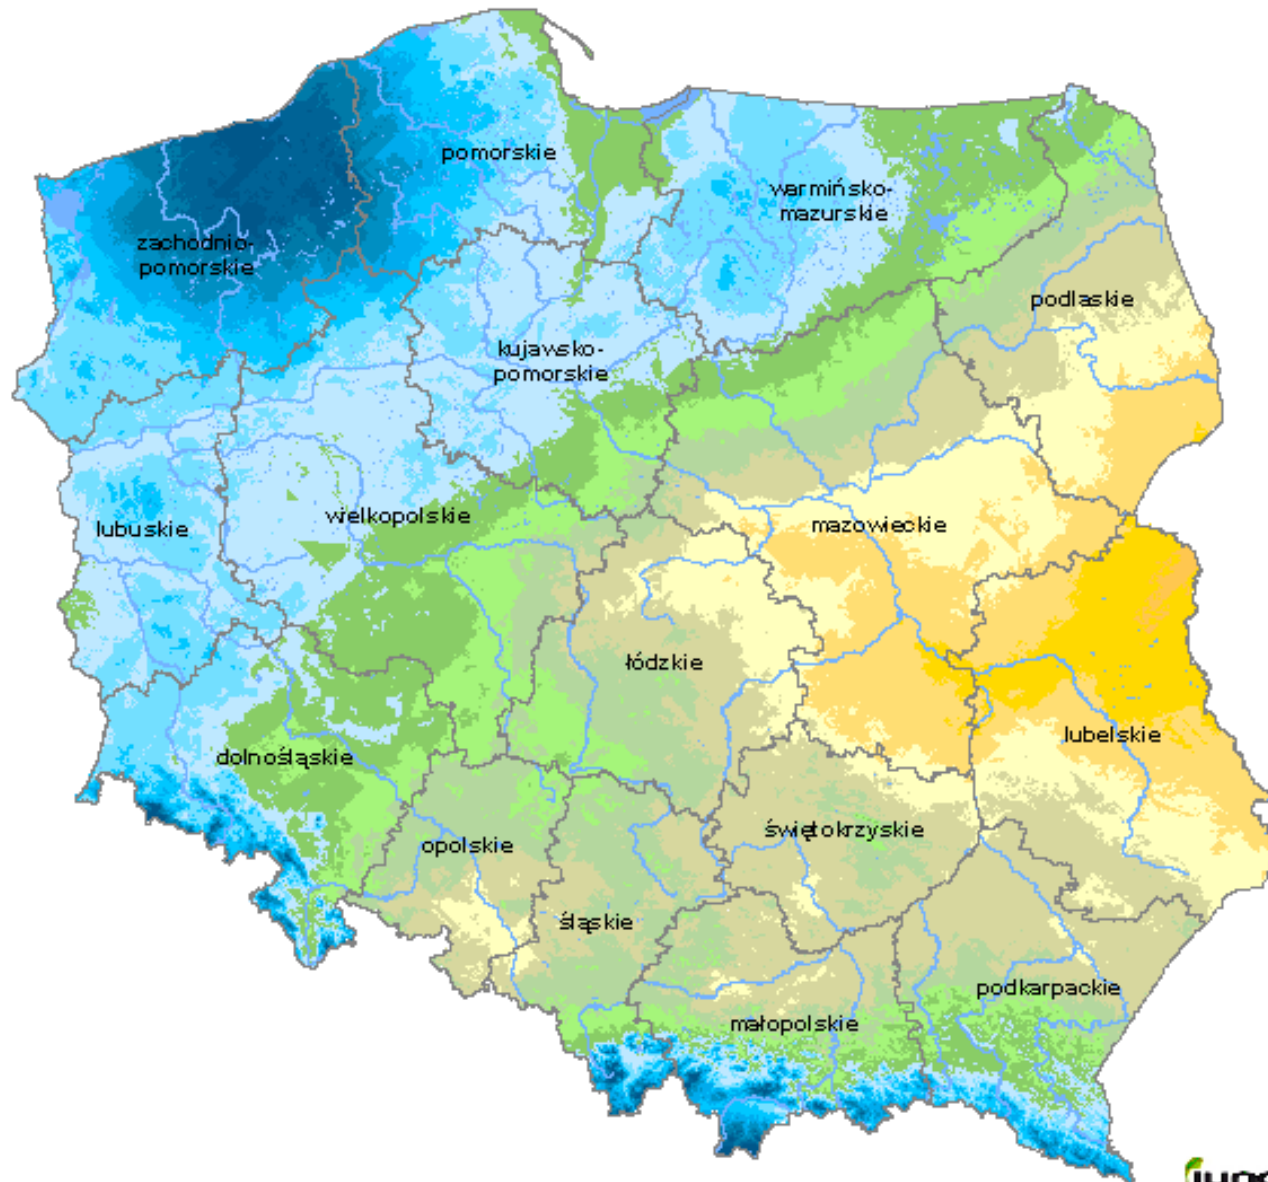 pomorskie
warmińsko-
mazurskie
zachodnio-
pomorskie
podlaskie
kujawsko-
pomorskie
lubuskie
wielkopolskie
mazowieckie
łódzkie
lubelskie
dolnośląskie
opolskie
świętokrzyskie
śląskie
podkarpackie
małopolskie